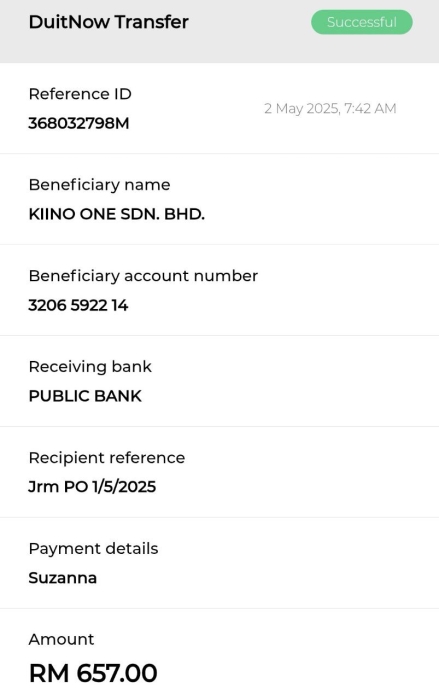 DuitNow Transfer
Successful
Reference ID
2 May 2025, 7:42 AM
368032798M
Beneficiary name
KIINO ONE SDN. BHD.
Beneficiary account number
3206 5922 14
Receiving bank
PUBLIC BANK
Recipient reference
Jrm PO 1/5/2025
Payment details
Suzanna
Amount
RM 657.00